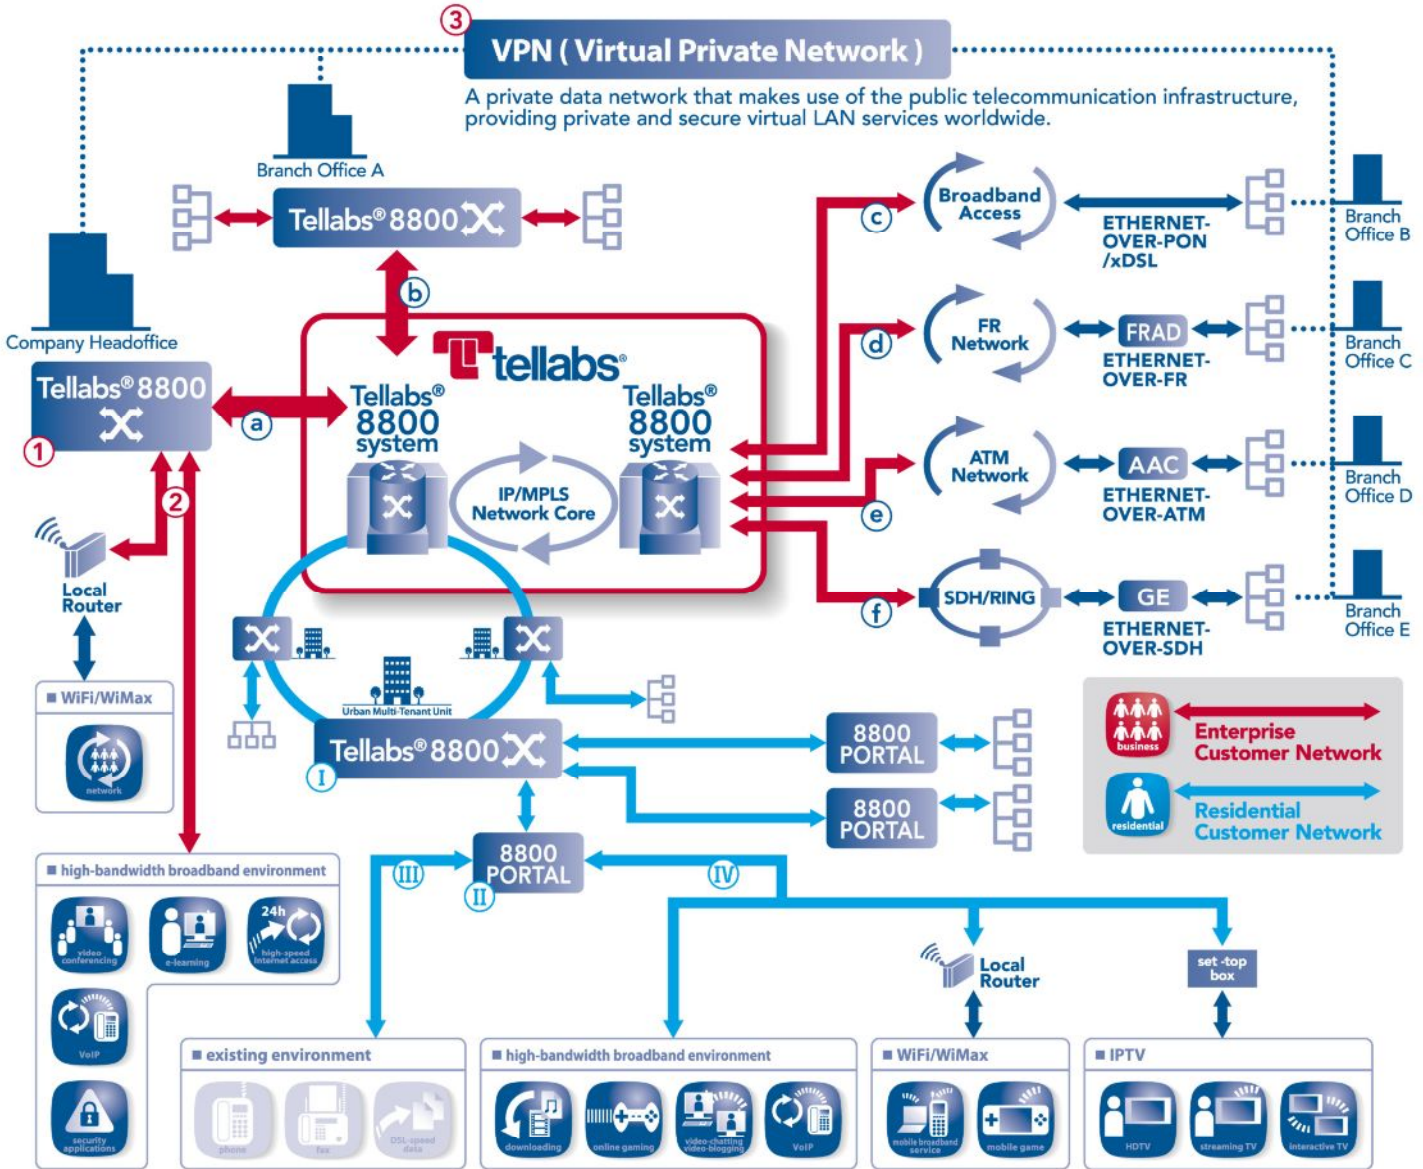 3
VPN ( Virtual Private Network )
A private data network that makes use of the public telecommunication infrastructure,
providing private and secure virtual LAN services worldwide.
Branch Office A
Tellabs® 8800
b
Company Headoffice
Tellabs® 8800
1
a
2
tellabs®
Tellabs®
8800
system
Tellabs®
8800
system
IP/MPLS
Network Core
c
Broadband
Access
ETHERNET-
OVER-PON
/xDSL
Branch
Office B
d
FR
Network
FRAD
ETHERNET-
OVER-FR
Branch
Office C
e
ATM
Network
AAC
ETHERNET-
OVER-ATM
Branch
Office D
f
SDH/RING
GE
ETHERNET-
OVER-SDH
Branch
Office E
Local
Router
WiFi/WiMax
network
Urban Multi-Tenant Unit
Tellabs® 8800
I
8800
PORTAL
8800
PORTAL
8800
PORTAL
II
III
IV
business
Enterprise
Customer Network
residential
Residential
Customer Network
high-bandwidth broadband environment
video
conferencing
e-learning
24h
high-speed
Internet access
VoIP
security
applications
Local
Router
set -top
box
existing environment
phone
fax
DSL-speed
data
high-bandwidth broadband environment
downloading
online gaming
video-chatting
video-blogging
VoIP
WiFi/WiMax
mobile broadband
service
mobile game
IPTV
HDTV
streaming TV
interactive TV